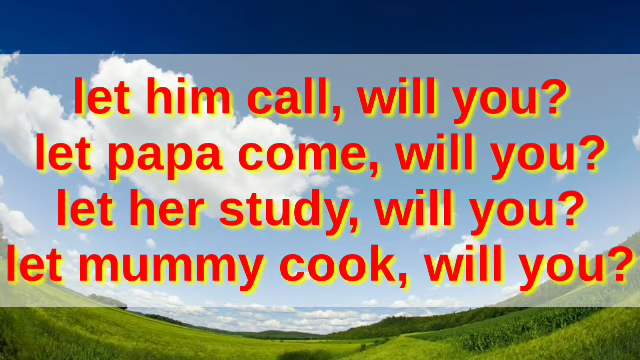 let him call, will you?
let papa come, will you?
let her study, will you?
let mummy cook, will you?